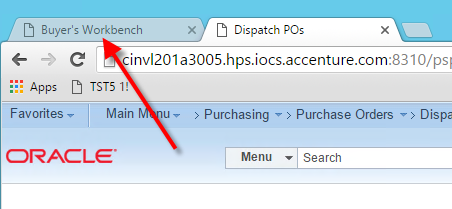 Buyer's Workbench Dispatch POs
cinvl201a3005.hps.iocs.accenture.com:8310/psp
Apps TST5 1!
Favorites Main Menu > Purchasing > Purchase Orders > Dispa
ORACLE Menu Search